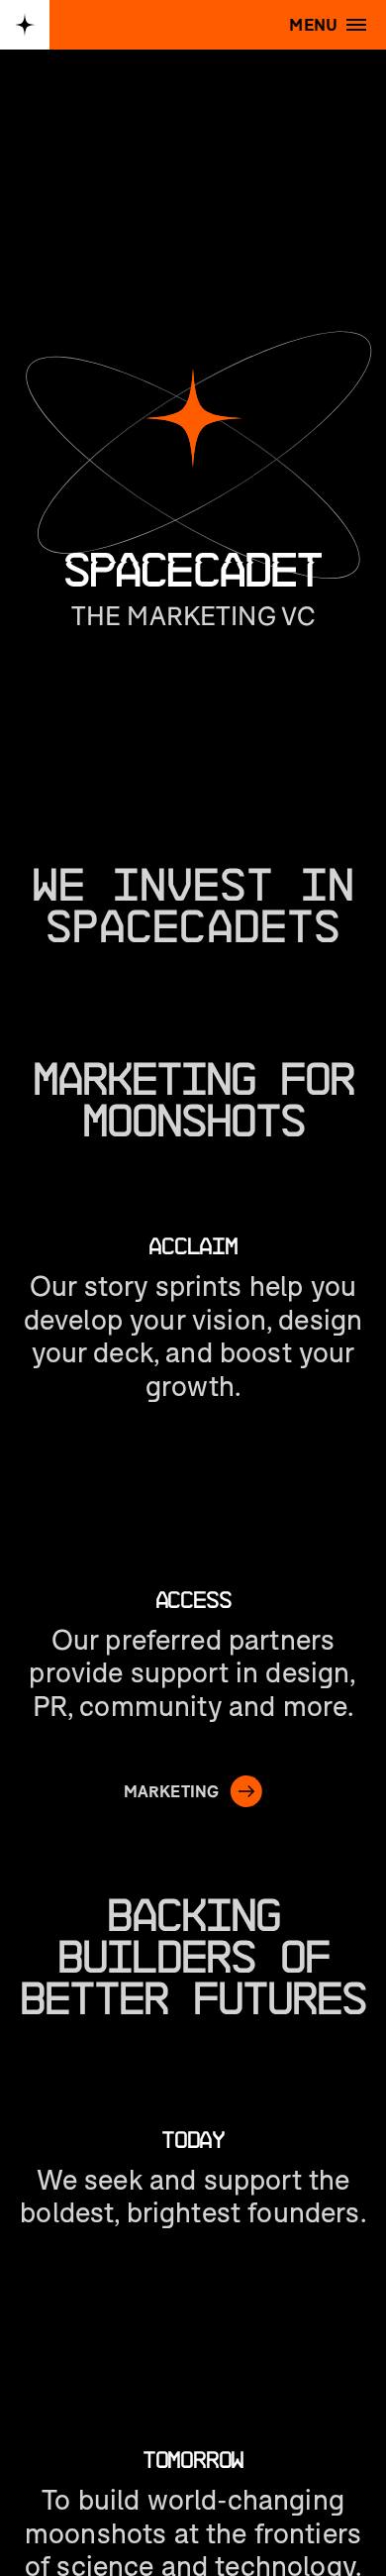 MENU
SPACECADET
THE MARKETING VC
WE INVEST IN
SPACECADETS
MARKETING FOR
MOONSHOTS
ACCLAIM
Our story sprints help you
develop your vision, design
your deck, and boost your
growth.
ACCESS
Our preferred partners
provide support in design,
PR, community and more.
MARKETING
BACKING
BUILDERS OF
BETTER FUTURES
TODAY
We seek and support the
boldest, brightest founders.
TOMORROW
To build world-changing
moonshots at the frontiers
of science and technology.